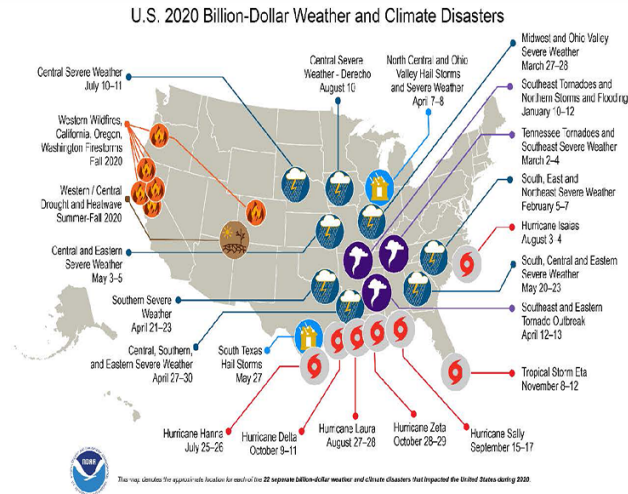 U.S. 2020 Billion-Dollar Weather and Climate Disasters
Central Severe Weather
July 10–11
Central Severe
Weather - Derecho
August 10
North Central and Ohio
Valley Hail Storms
and Severe Weather
April 7–8
Midwest and Ohio Valley
Severe Weather
March 27–28
Southeast Tornadoes and
Northern Storms and Flooding
January 10–12
Western Wildfires,
California, Oregon,
Washington Firestorms
Fall 2020
Tennessee Tornadoes and
Southeast Severe Weather
March 2–4
South, East and
Northeast Severe Weather
February 5–7
Western / Central
Drought and Heatwave
Summer-Fall 2020
Hurricane Isaias
August 3-4
Central and Eastern
Severe Weather
May 3–5
South, Central and Eastern
Severe Weather
May 20–23
Southern Severe
Weather
April 21–23
Southeast and Eastern
Tornado Outbreak
April 12–13
Central, Southern,
and Eastern Severe Weather
April 27–30
South Texas
Hail Storms
May 27
Tropical Storm Eta
November 8–12
Hurricane Hanna
July 25–26
Hurricane Delta
October 9–11
Hurricane Laura
August 27–28
Hurricane Zeta
October 28–29
Hurricane Sally
September 15–17
NOAA
This map denotes the approximate location for each of the 22 separate billion-dollar weather and climate disasters that impacted the United States during 2020.